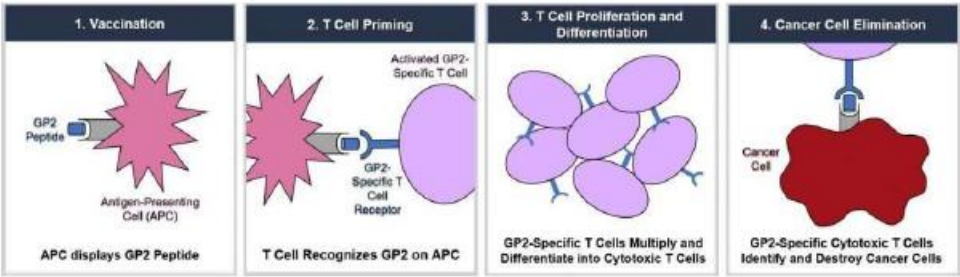 1. Vaccination
GP2
Peptide
Antigen-Presenting
Cell (APC)
APC displays GP2 Peptide
2. T Cell Priming
Activated GP2-
Specific T Cell
GP2-
Specific T
Cell
Receptor
T Cell Recognizes GP2 on APC
3. T Cell Proliferation and
Differentiation
GP2-Specific T Cells Multiply and
Differentiate into Cytotoxic T Cells
4. Cancer Cell Elimination
Cancer
Cell
GP2-Specific Cytotoxic T Cells
Identify and Destroy Cancer Cells